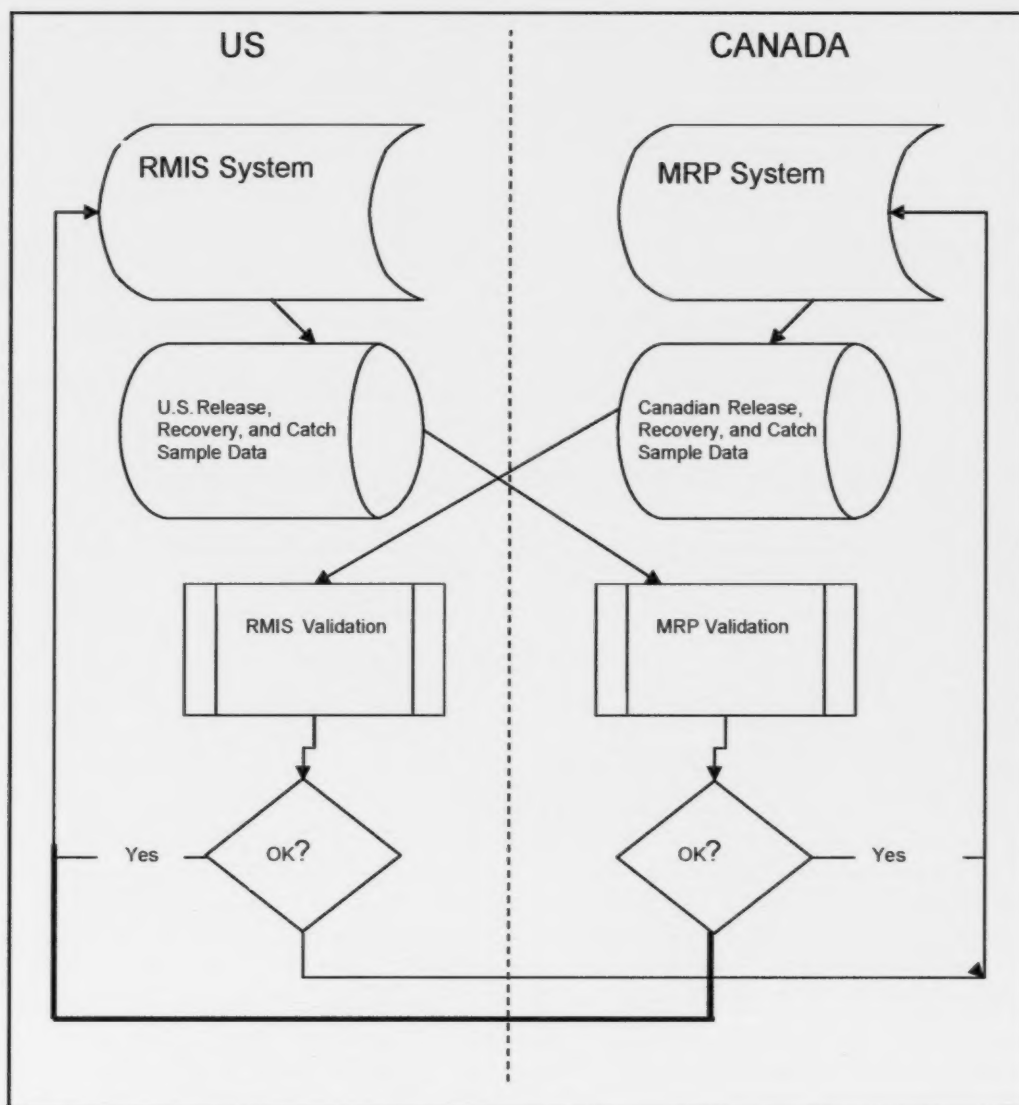 US
CANADA
RMIS System
MRP System
U.S. Release,
Recovery, and Catch
Sample Data
Canadian Release,
Recovery, and Catch
Sample Data
RMIS Validation
MRP Validation
Yes
OK?
OK?
Yes